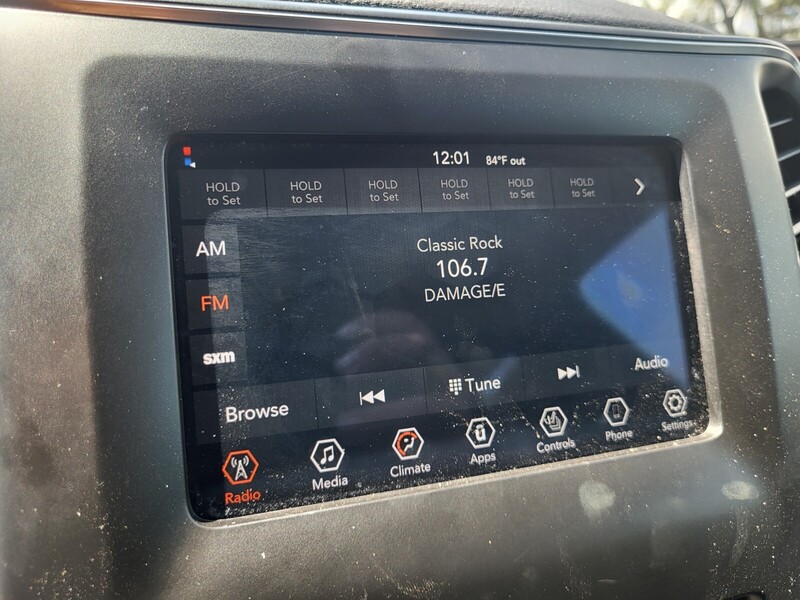 12:01 84°F out
HOLD to Set HOLD to Set HOLD to Set HOLD to Set HOLD to Set HOLD to Set
AM
Classic Rock
106.7
DAMAGE/E
FM
sxm
Browse Tune Audio
Radio Media Climate Apps Controls Phone Settings